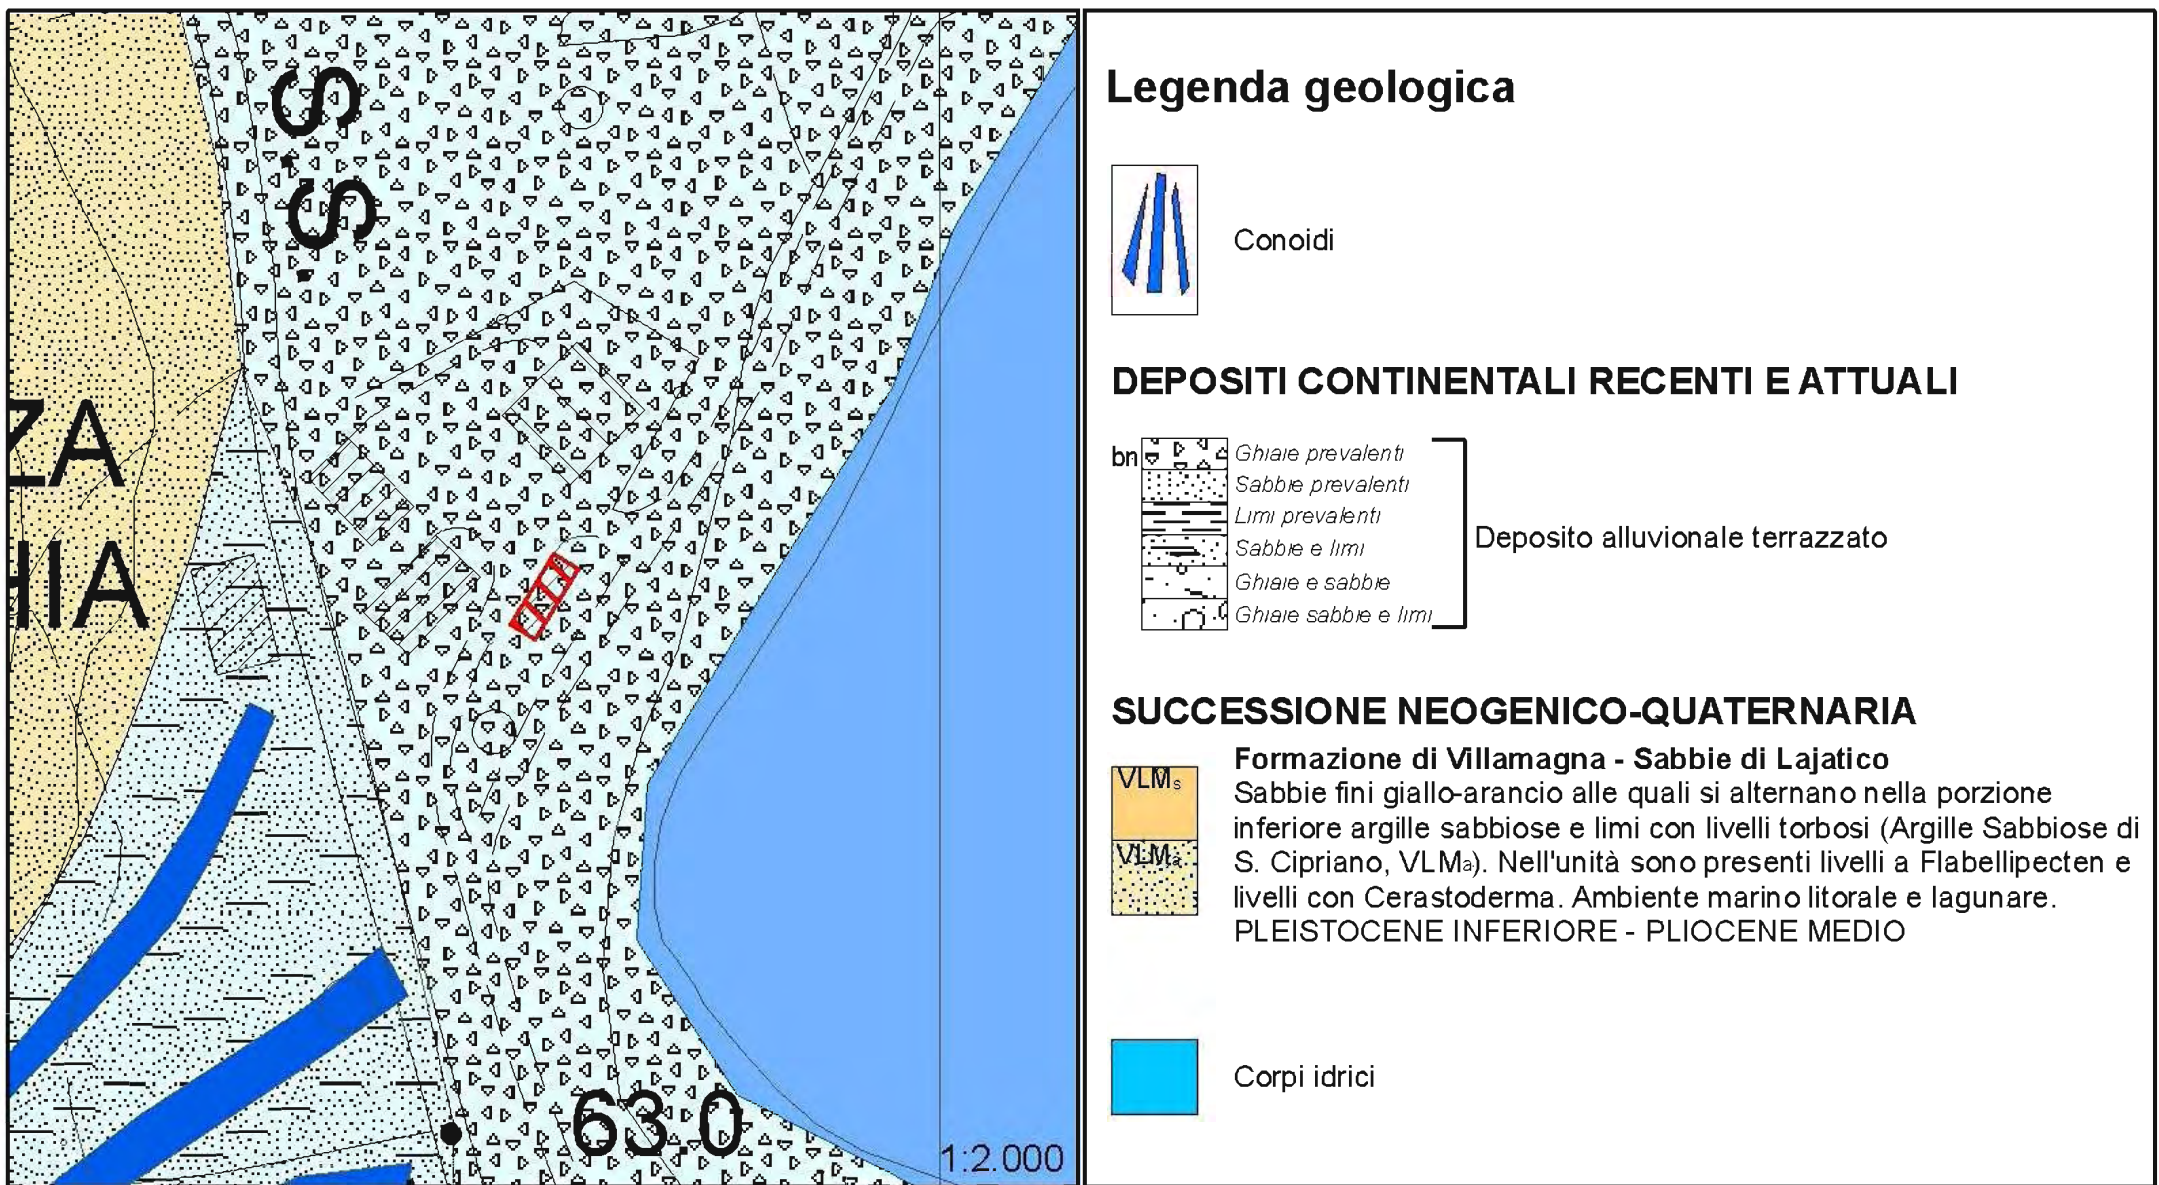 S.S.
ZA
HIA
63.0
1:2.000
Legenda geologica
Conoidi
DEPOSITI CONTINENTALI RECENTI E ATTUALI
bn
Ghiaie prevalenti
Sabbie prevalenti
Limi prevalenti
Sabbie e limi
Ghiaie e sabbie
Ghiaie sabbie e limi
Deposito alluvionale terrazzato
SUCCESSIONE NEOGENICO-QUATERNARIA
VLMs
VLMa
Formazione di Villamagna - Sabbie di Lajatico
Sabbie fini giallo-arancio alle quali si alternano nella porzione
inferiore argille sabbiose e limi con livelli torbosi (Argille Sabbiose di
S. Cipriano, VLMa). Nell'unità sono presenti livelli a Flabellipecten e
livelli con Cerastoderma. Ambiente marino litorale e lagunare.
PLEISTOCENE INFERIORE - PLIOCENE MEDIO
Corpi idrici